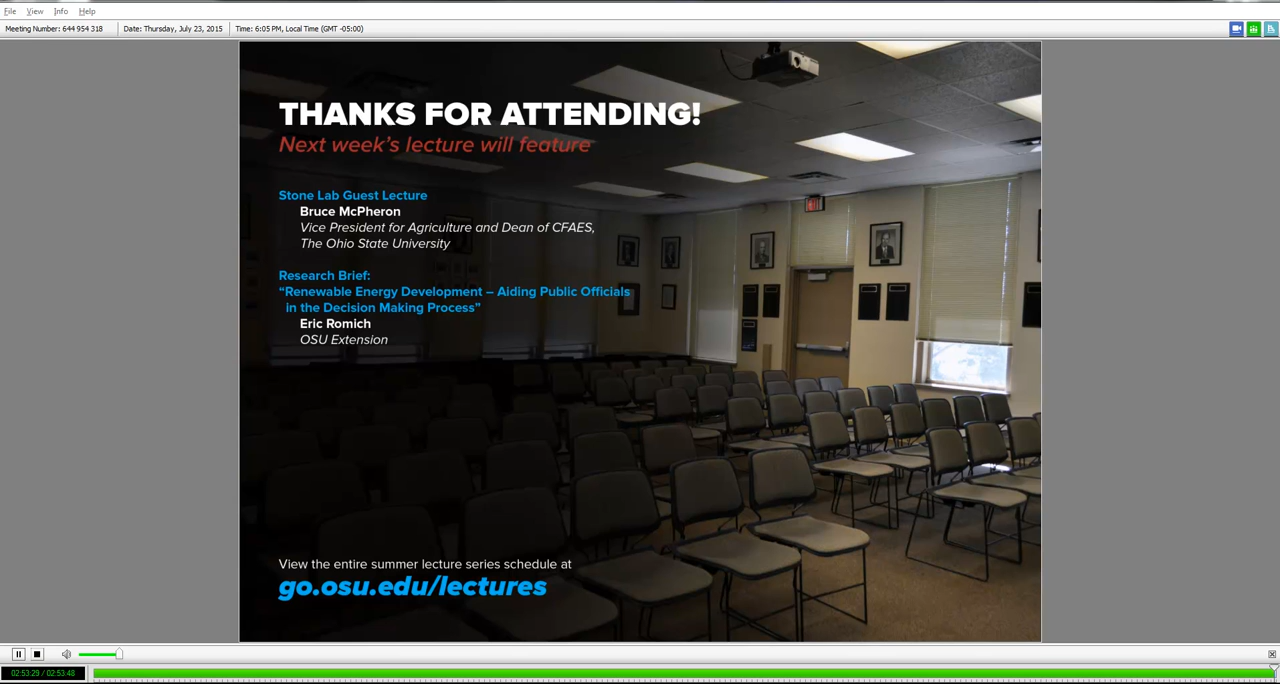 File View Info Help
Meeting Number: 644 954 318 Date: Thursday, July 23, 2015 Time: 6:05 PM, Local Time (GMT -05:00)
THANKS FOR ATTENDING!
Next week's lecture will feature
Stone Lab Guest Lecture
Bruce McPheron
Vice President for Agriculture and Dean of CFAES,
The Ohio State University
Research Brief:
“Renewable Energy Development – Aiding Public Officials
in the Decision Making Process”
Eric Romich
OSU Extension
View the entire summer lecture series schedule at
go.osu.edu/lectures
02:53:29 / 02:53:48